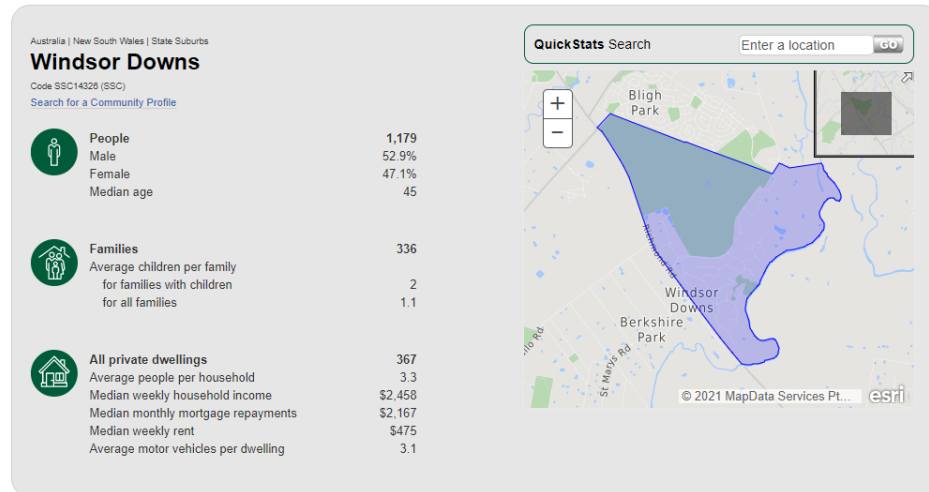 Australia | New South Wales | State Suburbs
Windsor Downs
Code SSC14326 (SSC)
Search for a Community Profile
People 1,179
Male 52.9%
Female 47.1%
Median age 45
Families 336
Average children per family
for families with children 2
for all families 1.1
All private dwellings 367
Average people per household 3.3
Median weekly household income $2,458
Median monthly mortgage repayments $2,167
Median weekly rent $475
Average motor vehicles per dwelling 3.1
QuickStats Search Enter a location GO
+
−
Bligh
Park
Richmond Rd
Windsor
Downs
Berkshire
Park
St Marys Rd
© 2021 MapData Services Pt...
esri